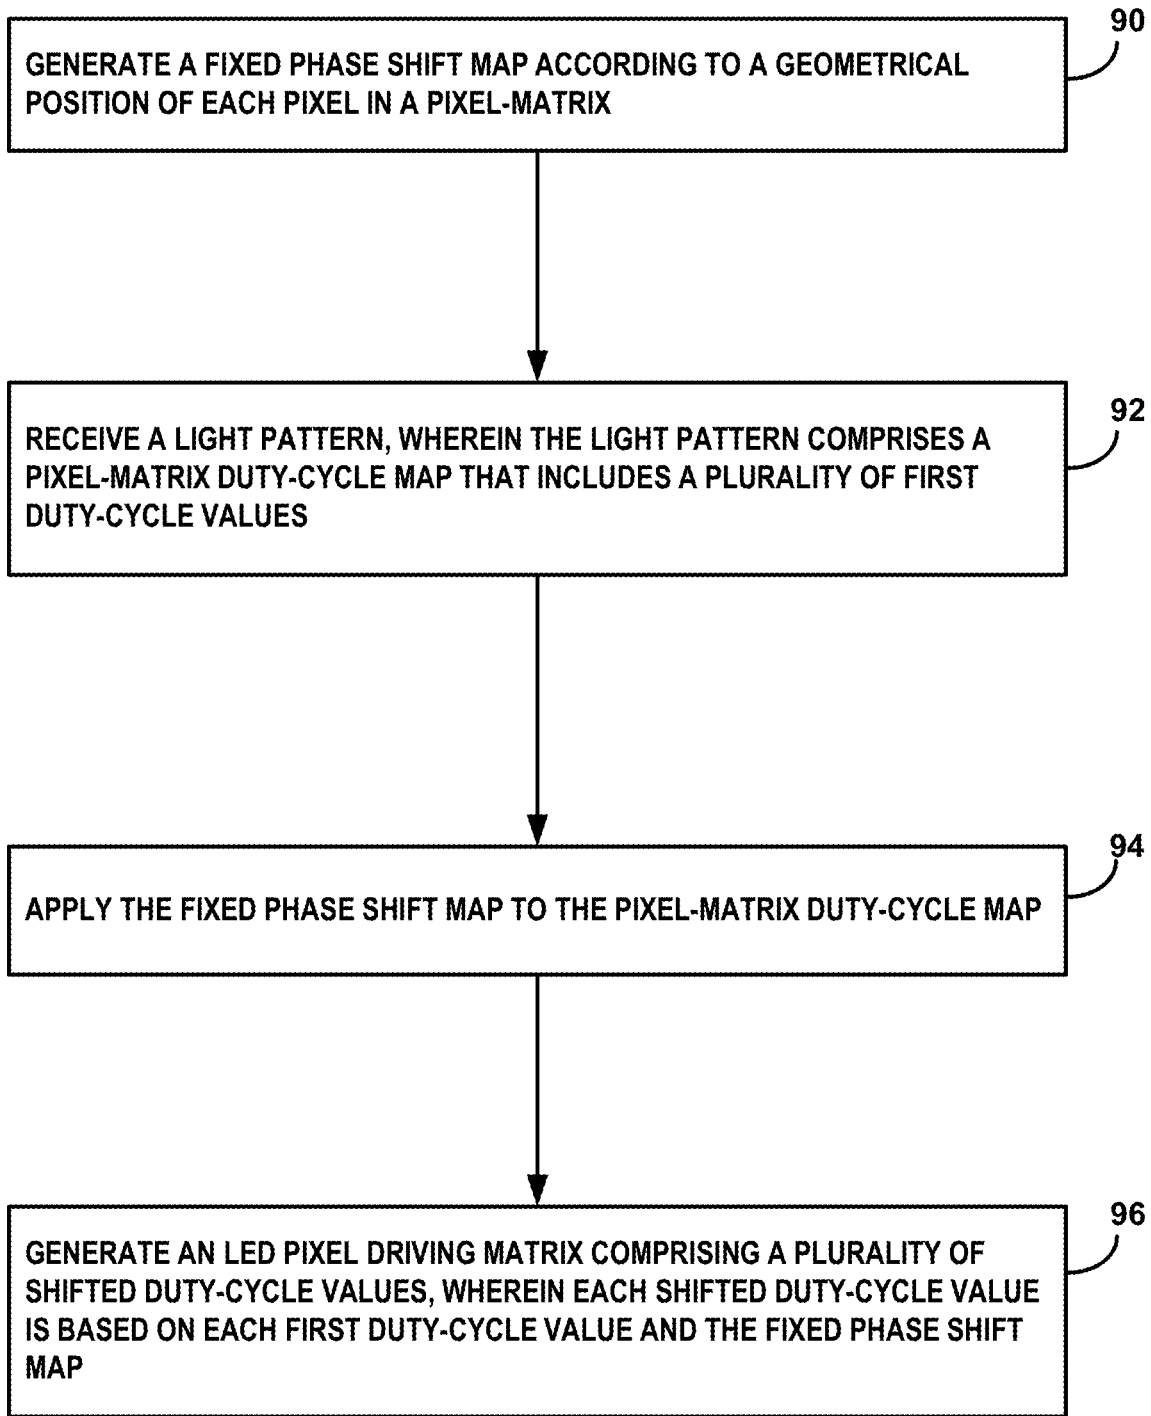 90
GENERATE A FIXED PHASE SHIFT MAP ACCORDING TO A GEOMETRICAL
POSITION OF EACH PIXEL IN A PIXEL-MATRIX
92
RECEIVE A LIGHT PATTERN, WHEREIN THE LIGHT PATTERN COMPRISES A
PIXEL-MATRIX DUTY-CYCLE MAP THAT INCLUDES A PLURALITY OF FIRST
DUTY-CYCLE VALUES
94
APPLY THE FIXED PHASE SHIFT MAP TO THE PIXEL-MATRIX DUTY-CYCLE MAP
96
GENERATE AN LED PIXEL DRIVING MATRIX COMPRISING A PLURALITY OF
SHIFTED DUTY-CYCLE VALUES, WHEREIN EACH SHIFTED DUTY-CYCLE VALUE
IS BASED ON EACH FIRST DUTY-CYCLE VALUE AND THE FIXED PHASE SHIFT
MAP